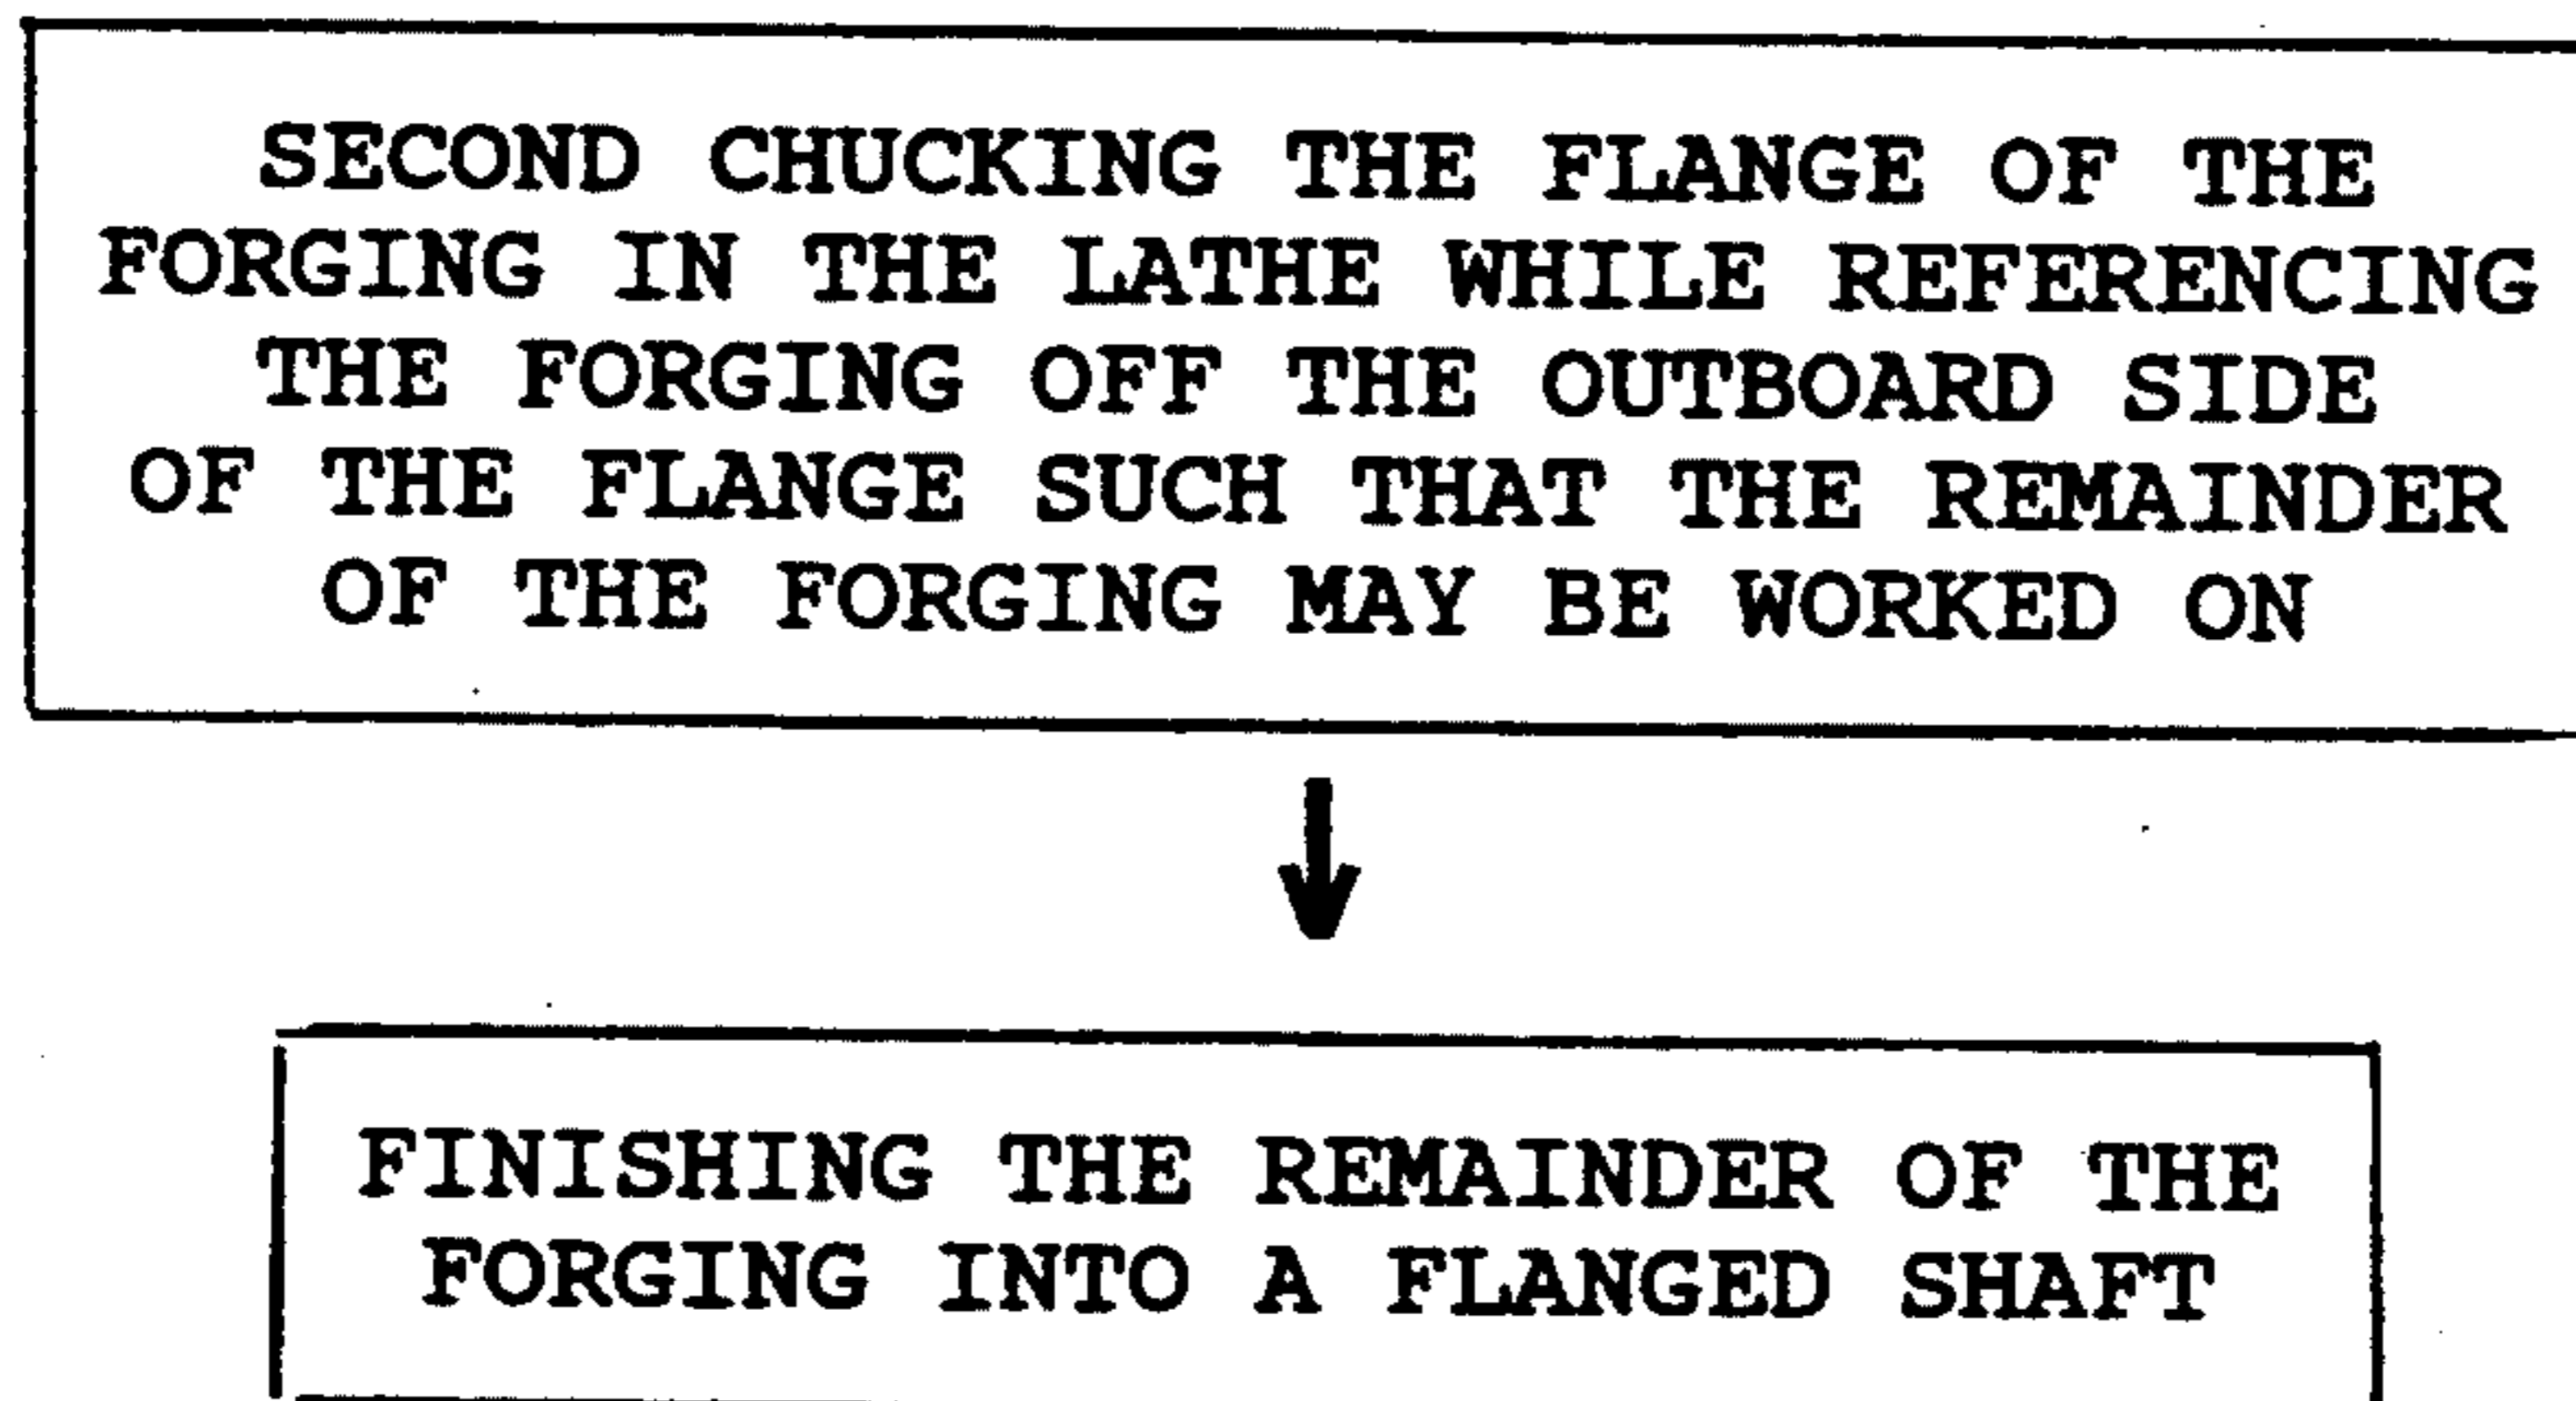 SECOND CHUCKING THE FLANGE OF THE
FORGING IN THE LATHE WHILE REFERENCING
THE FORGING OFF THE OUTBOARD SIDE
OF THE FLANGE SUCH THAT THE REMAINDER
OF THE FORGING MAY BE WORKED ON
FINISHING THE REMAINDER OF THE
FORGING INTO A FLANGED SHAFT